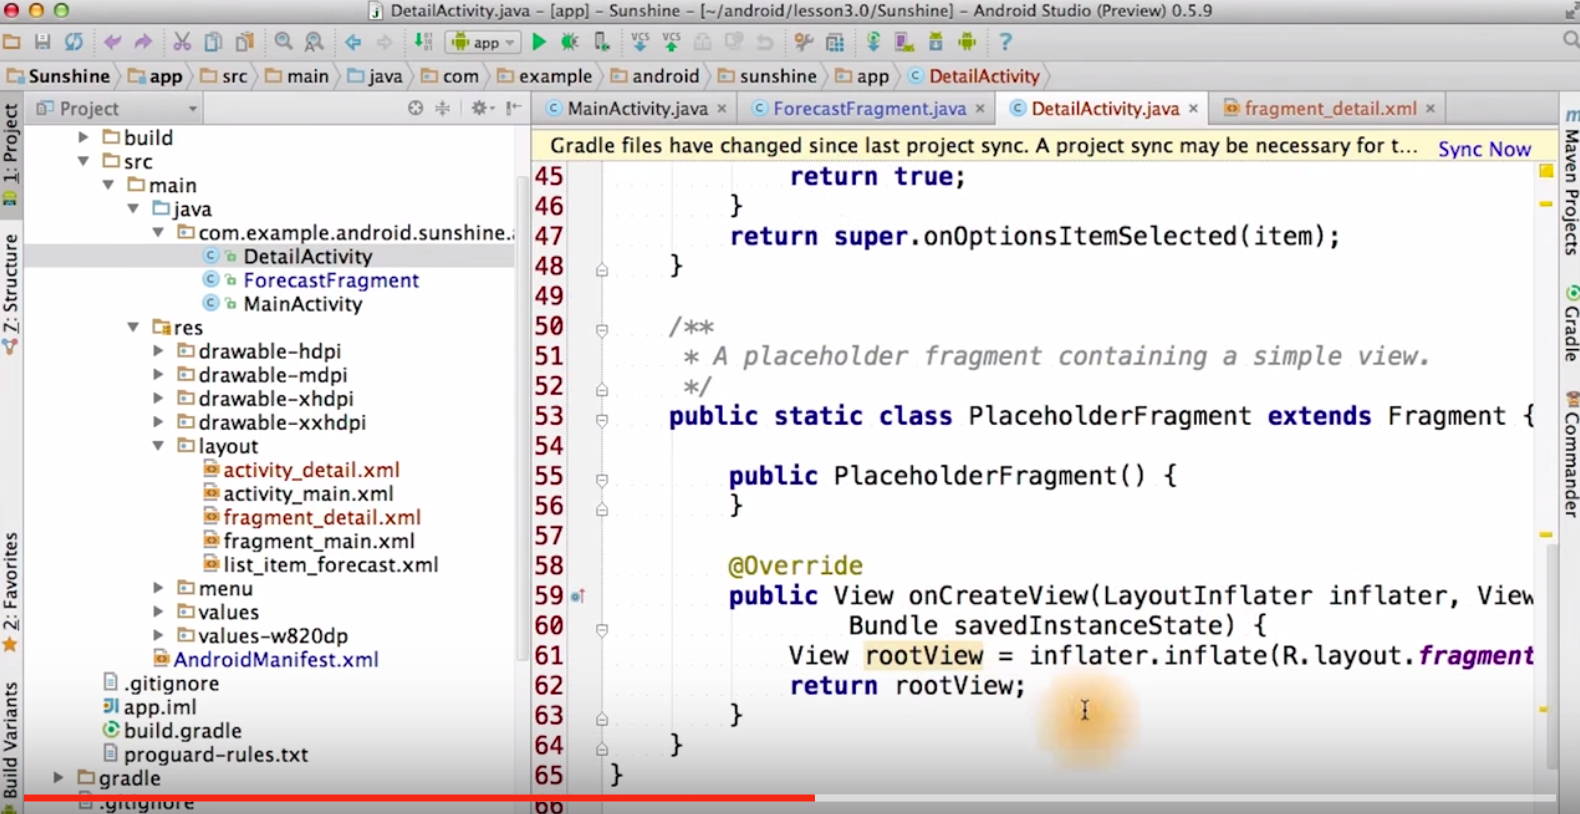 DetailActivity.java – [app] – Sunshine – [~/android/lesson3.0/Sunshine] – Android Studio (Preview) 0.5.9
app
VCS VCS
?
Sunshine app src main java com example android sunshine app DetailActivity
Project
MainActivity.java × ForecastFragment.java × DetailActivity.java × fragment_detail.xml ×
Gradle files have changed since last project sync. A project sync may be necessary for t... Sync Now
1: Project
7: Structure
2: Favorites
Build Variants
build
src
main
java
com.example.android.sunshine.
DetailActivity
ForecastFragment
MainActivity
res
drawable-hdpi
drawable-mdpi
drawable-xhdpi
drawable-xxhdpi
layout
activity_detail.xml
activity_main.xml
fragment_detail.xml
fragment_main.xml
list_item_forecast.xml
menu
values
values-w820dp
AndroidManifest.xml
.gitignore
app.iml
build.gradle
proguard-rules.txt
gradle
.gitignore
45 return true;
46 }
47 return super.onOptionsItemSelected(item);
48 }
49
50 /**
51 * A placeholder fragment containing a simple view.
52 */
53 public static class PlaceholderFragment extends Fragment {
54
55 public PlaceholderFragment() {
56 }
57
58 @Override
59 public View onCreateView(LayoutInflater inflater, View
60 Bundle savedInstanceState) {
61 View rootView = inflater.inflate(R.layout.fragment
62 return rootView;
63 }
64 }
65 }
66
m Maven Projects
Gradle
Commander